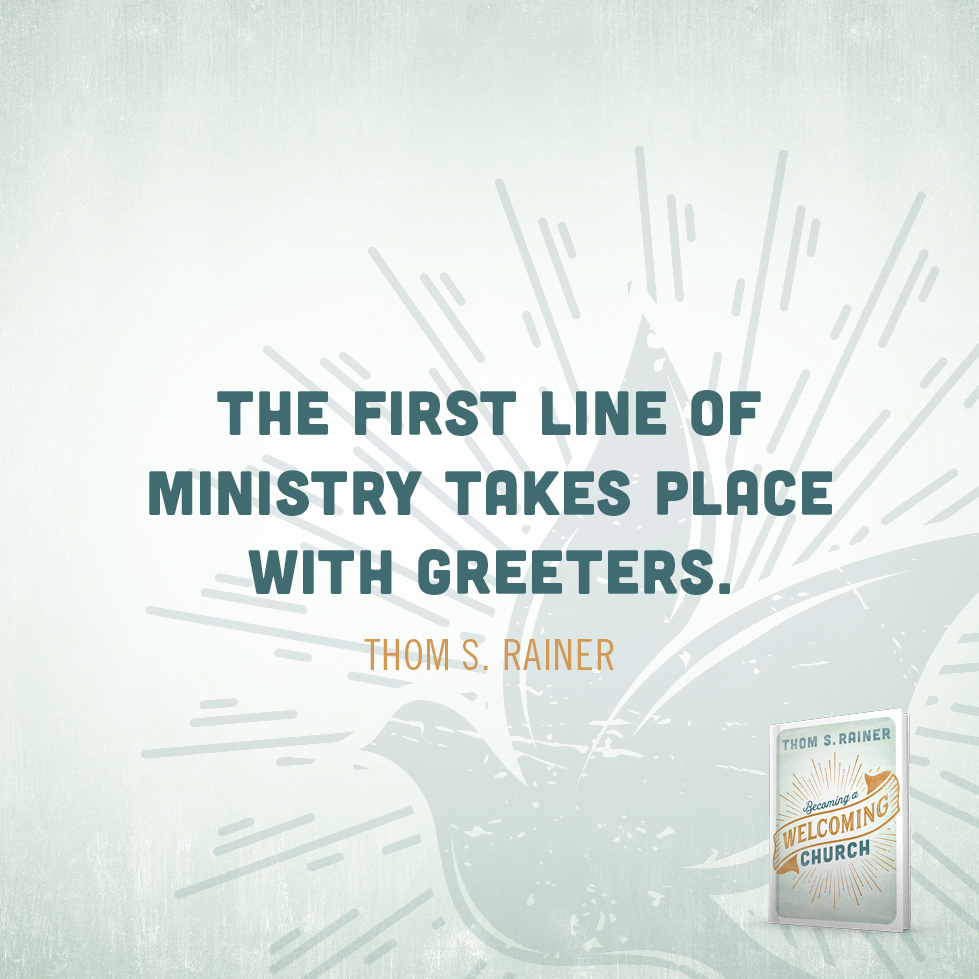 THE FIRST LINE OF
MINISTRY TAKES PLACE
WITH GREETERS.
THOM S. RAINER
THOM S. RAINER
Becoming a
WELCOMING
CHURCH